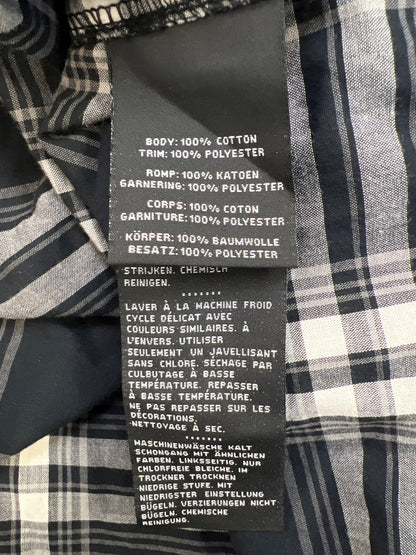 BODY: 100% COTTON
TRIM: 100% POLYESTER
ROMP: 100% KATOEN
GARNERING: 100% POLYESTER
CORPS: 100% COTON
GARNITURE: 100% POLYESTER
KÖRPER: 100% BAUMWOLLE
BESATZ: 100% POLYESTER
STRIJKEN. CHEMISCH
REINIGEN.
•••••••
LAVER À LA MACHINE FROID.
CYCLE DÉLICAT AVEC
COULEURS SIMILAIRES. À
L'ENVERS. UTILISER
SEULEMENT UN JAVELLISANT
SANS CHLORE. SÉCHAGE PAR
CULBUTAGE À BASSE
TEMPÉRATURE. REPASSER
À BASSE TEMPÉRATURE.
NE PAS REPASSER SUR LES
DÉCORATIONS.
NETTOYAGE À SEC.
•••••••
MASCHINENWÄSCHE KALT
SCHONGANG MIT ÄHNLICHEN
FARBEN. LINKSSEITIG. NUR
CHLORFREIE BLEICHE. IM
TROCKNER TROCKNEN
NIEDRIGE STUFE. MIT
NIEDRIGSTER EINSTELLUNG
BÜGELN. VERZIERUNGEN NICHT
BÜGELN. CHEMISCHE
REINIGUNG.